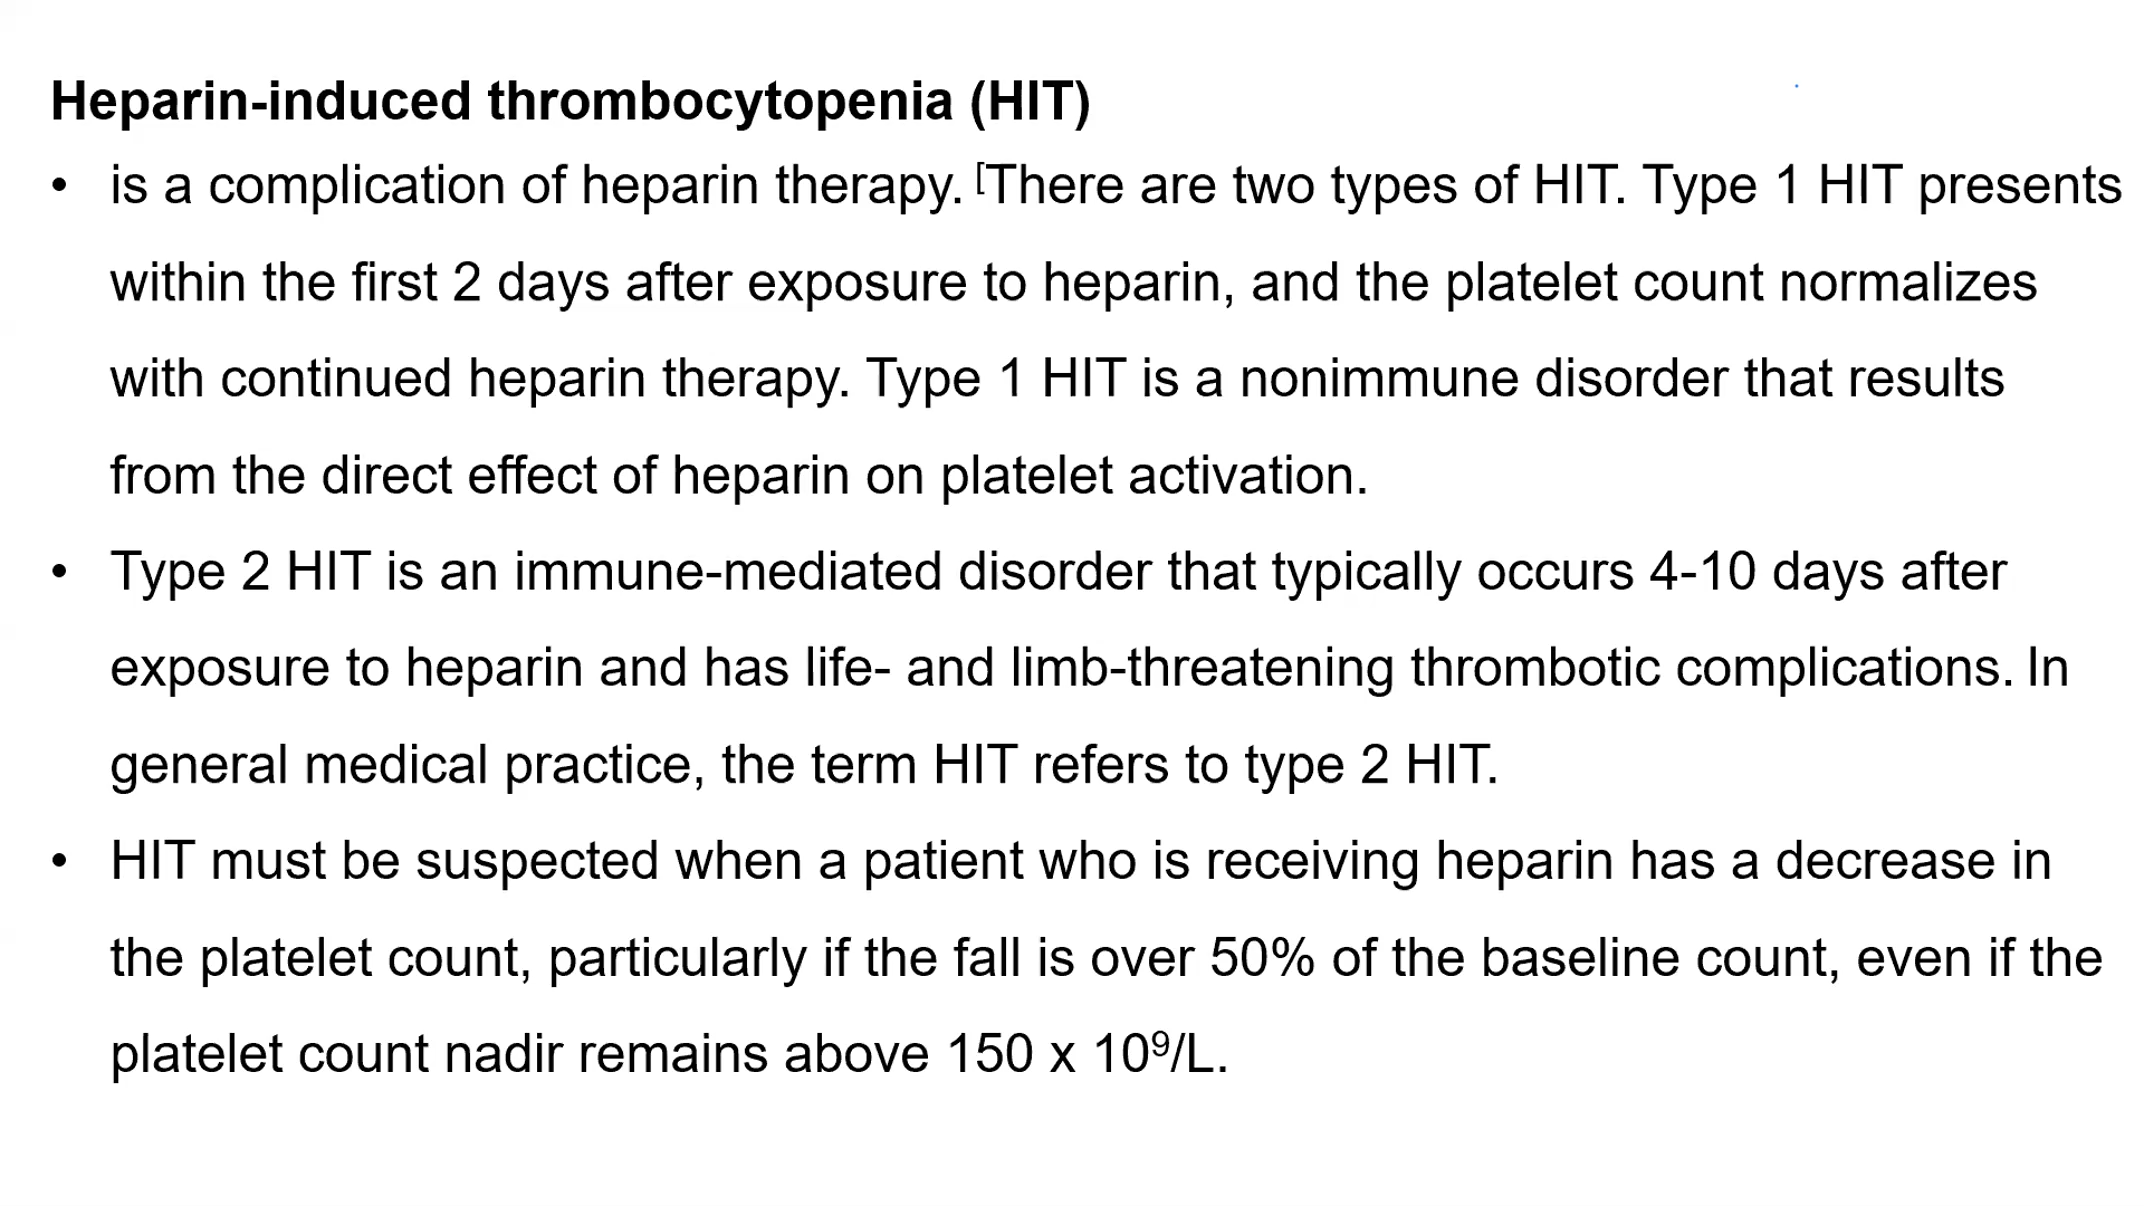 Heparin-induced thrombocytopenia (HIT)
• is a complication of heparin therapy. [There are two types of HIT. Type 1 HIT presents
within the first 2 days after exposure to heparin, and the platelet count normalizes
with continued heparin therapy. Type 1 HIT is a nonimmune disorder that results
from the direct effect of heparin on platelet activation.
• Type 2 HIT is an immune-mediated disorder that typically occurs 4-10 days after
exposure to heparin and has life- and limb-threatening thrombotic complications. In
general medical practice, the term HIT refers to type 2 HIT.
• HIT must be suspected when a patient who is receiving heparin has a decrease in
the platelet count, particularly if the fall is over 50% of the baseline count, even if the
platelet count nadir remains above 150 x 10⁹/L.